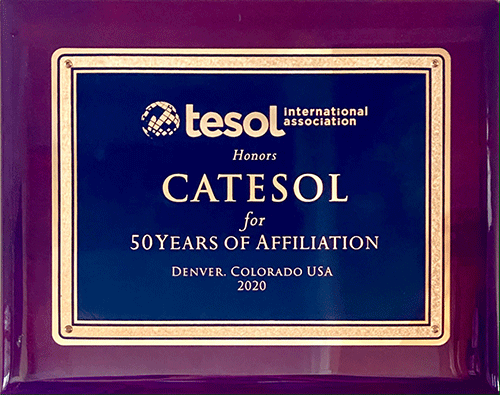 tesol international association
Honors
CATESOL
for
50 YEARS OF AFFILIATION
DENVER, COLORADO USA
2020